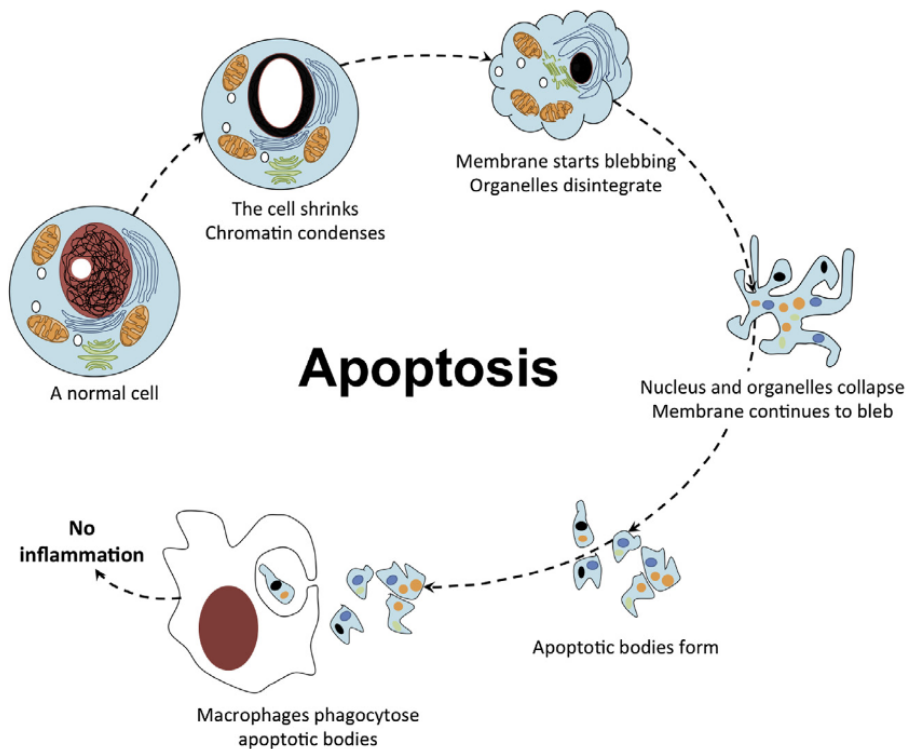 A normal cell
The cell shrinks
Chromatin condenses
Membrane starts blebbing
Organelles disintegrate
Nucleus and organelles collapse
Membrane continues to bleb
Apoptosis
Apoptotic bodies form
Macrophages phagocytose
apoptotic bodies
No
inflammation